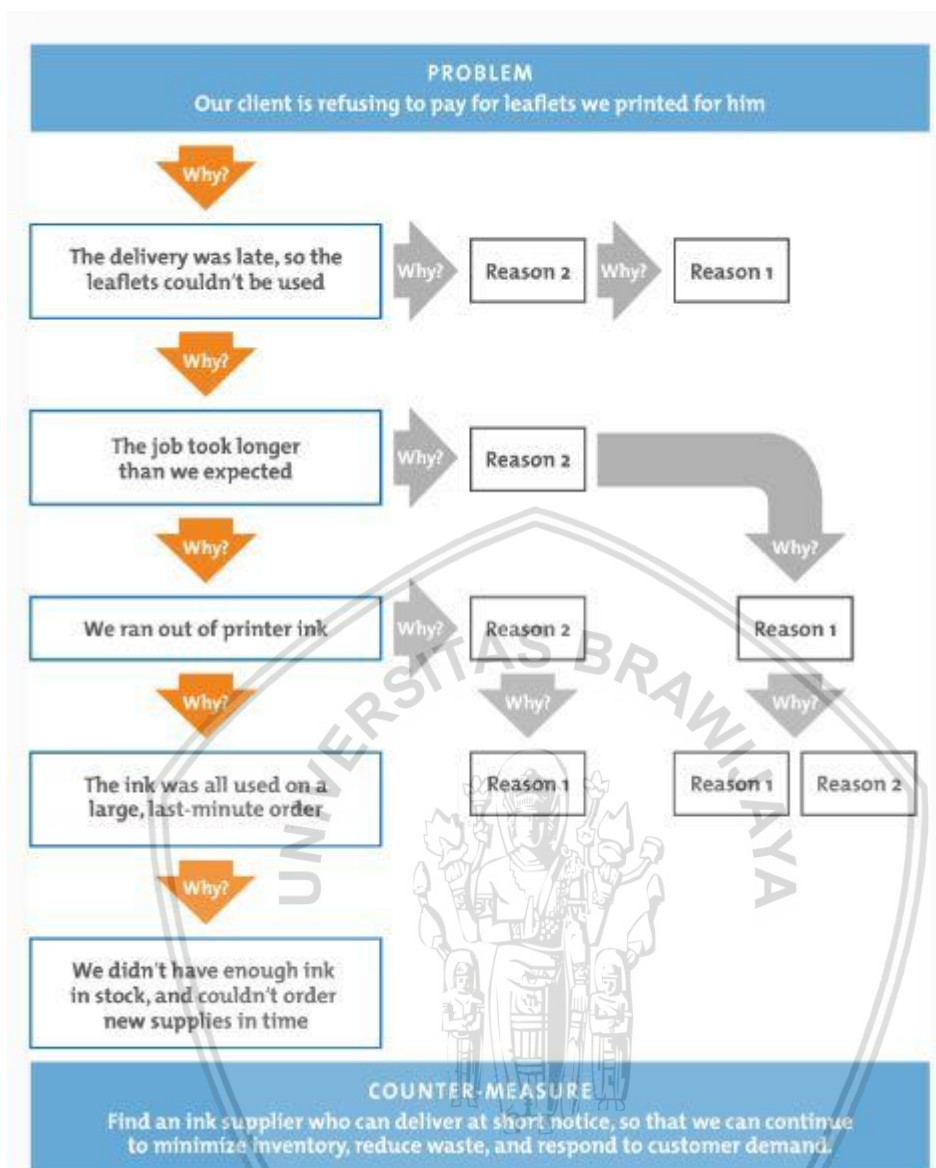 PROBLEM
Our client is refusing to pay for leaflets we printed for him
Why?
The delivery was late, so the
leaflets couldn't be used
Why?
Reason 2
Why?
Reason 1
Why?
The job took longer
than we expected
Why?
Reason 2
Why?
Why?
We ran out of printer ink
Why?
Reason 2
Reason 1
Why?
Why?
Why?
The ink was all used on a
large, last-minute order
Reason 1
Reason 1
Reason 2
Why?
We didn't have enough ink
in stock, and couldn't order
new supplies in time
COUNTER-MEASURE
Find an ink supplier who can deliver at short notice, so that we can continue
to minimize inventory, reduce waste, and respond to customer demand.
UNIVERSITAS BRAWIJAYA